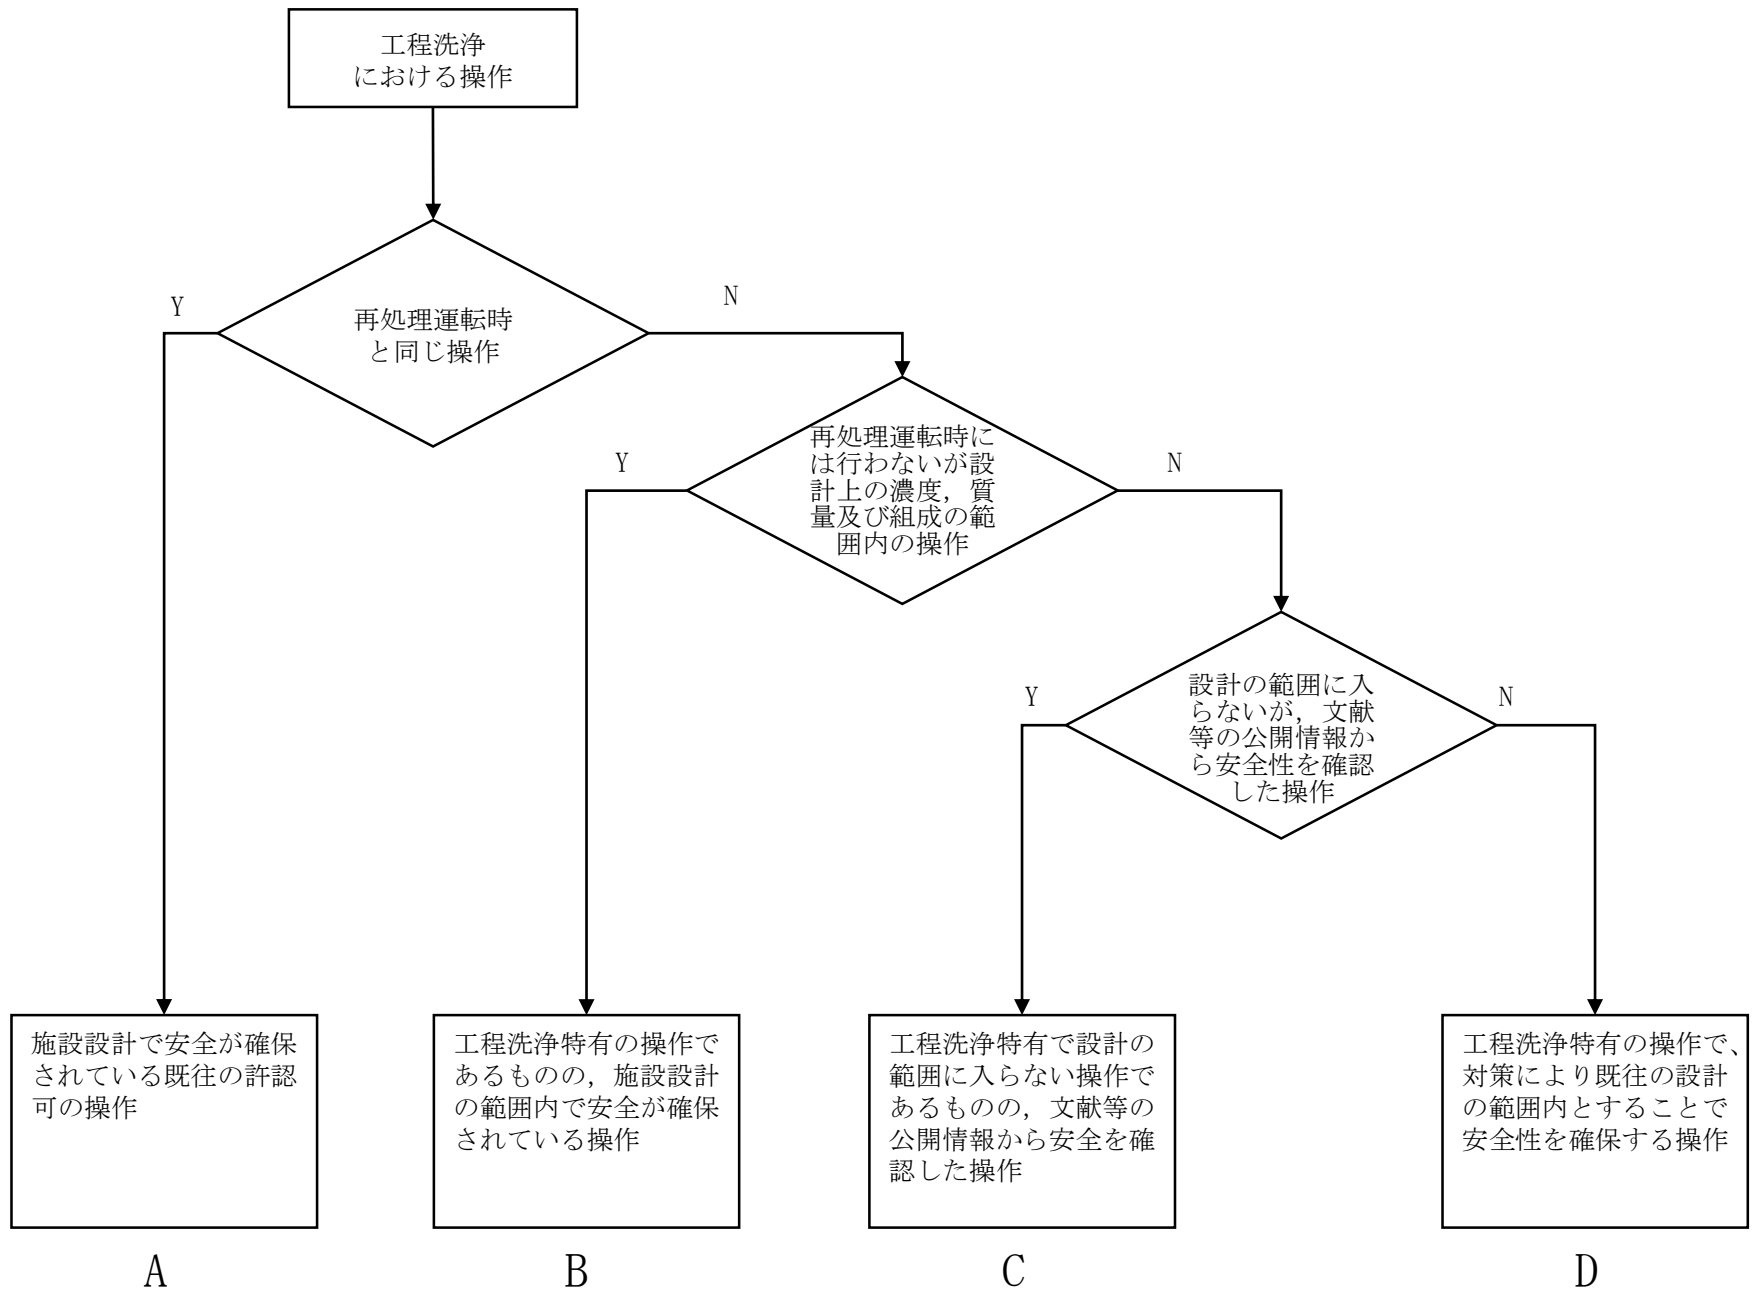 工程洗浄
における操作
Y
N
再処理運転時
と同じ操作
Y
N
再処理運転時に
は行わないが設
計上の濃度，質
量及び組成の範
囲内の操作
Y
N
設計の範囲に入
らないが，文献
等の公開情報か
ら安全性を確認
した操作
施設設計で安全が確保
されている既往の許認
可の操作
工程洗浄特有の操作で
あるものの，施設設計
の範囲内で安全が確保
されている操作
工程洗浄特有で設計の
範囲に入らない操作で
あるものの，文献等の
公開情報から安全を確
認した操作
工程洗浄特有の操作で、
対策により既往の設計
の範囲内とすることで
安全性を確保する操作
A
B
C
D